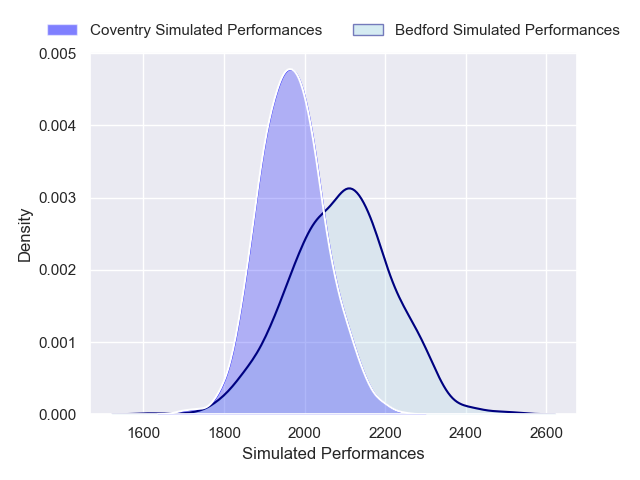 Coventry Simulated Performances Bedford Simulated Performances
0.005
0.004
0.003
0.002
0.001
0.000
Density
1600 1800 2000 2200 2400 2600
Simulated Performances